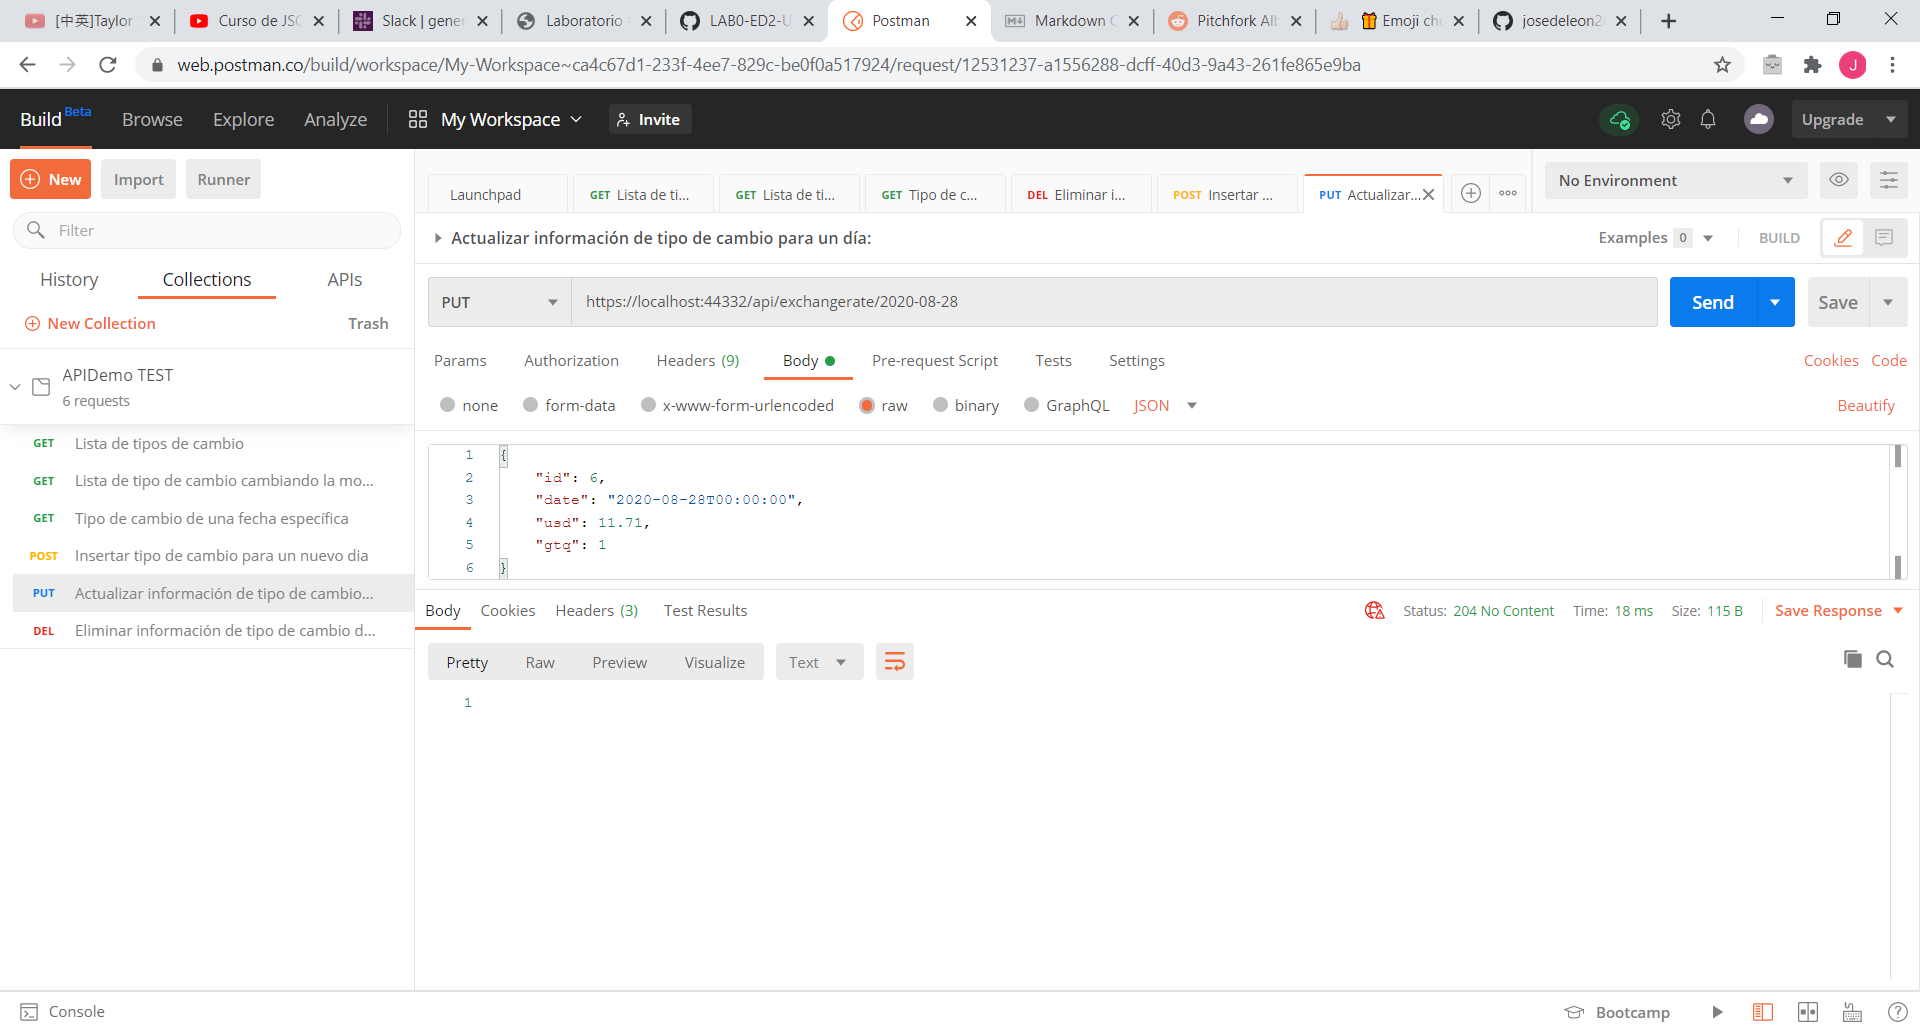 [中英]Taylor
Curso de JSO
Slack | gener
Laboratorio
LAB0-ED2-U
Postman
Markdown C
Pitchfork Alb
Emoji che
josedeleon2
web.postman.co/build/workspace/My-Workspace~ca4c67d1-233f-4ee7-829c-be0f0a517924/request/12531237-a1556288-dcff-40d3-9a43-261fe865e9ba
J
Build Beta
Browse
Explore
Analyze
My Workspace
Invite
Upgrade
New
Import
Runner
Filter
History
Collections
APIs
New Collection
Trash
APIDemo TEST
6 requests
GET Lista de tipos de cambio
GET Lista de tipo de cambio cambiando la mo...
GET Tipo de cambio de una fecha específica
POST Insertar tipo de cambio para un nuevo dia
PUT Actualizar información de tipo de cambio...
DEL Eliminar información de tipo de cambio d...
Launchpad
GET Lista de ti...
GET Lista de ti...
GET Tipo de c...
DEL Eliminar i...
POST Insertar ...
PUT Actualizar...
No Environment
Actualizar información de tipo de cambio para un día:
Examples 0
BUILD
PUT
https://localhost:44332/api/exchangerate/2020-08-28
Send
Save
Params
Authorization
Headers (9)
Body
Pre-request Script
Tests
Settings
Cookies
Code
none
form-data
x-www-form-urlencoded
raw
binary
GraphQL
JSON
Beautify
1 {
2 "id": 6,
3 "date": "2020-08-28T00:00:00",
4 "usd": 11.71,
5 "gtq": 1
6 }
Body
Cookies
Headers (3)
Test Results
Status: 204 No Content
Time: 18 ms
Size: 115 B
Save Response
Pretty
Raw
Preview
Visualize
Text
1
Console
Bootcamp